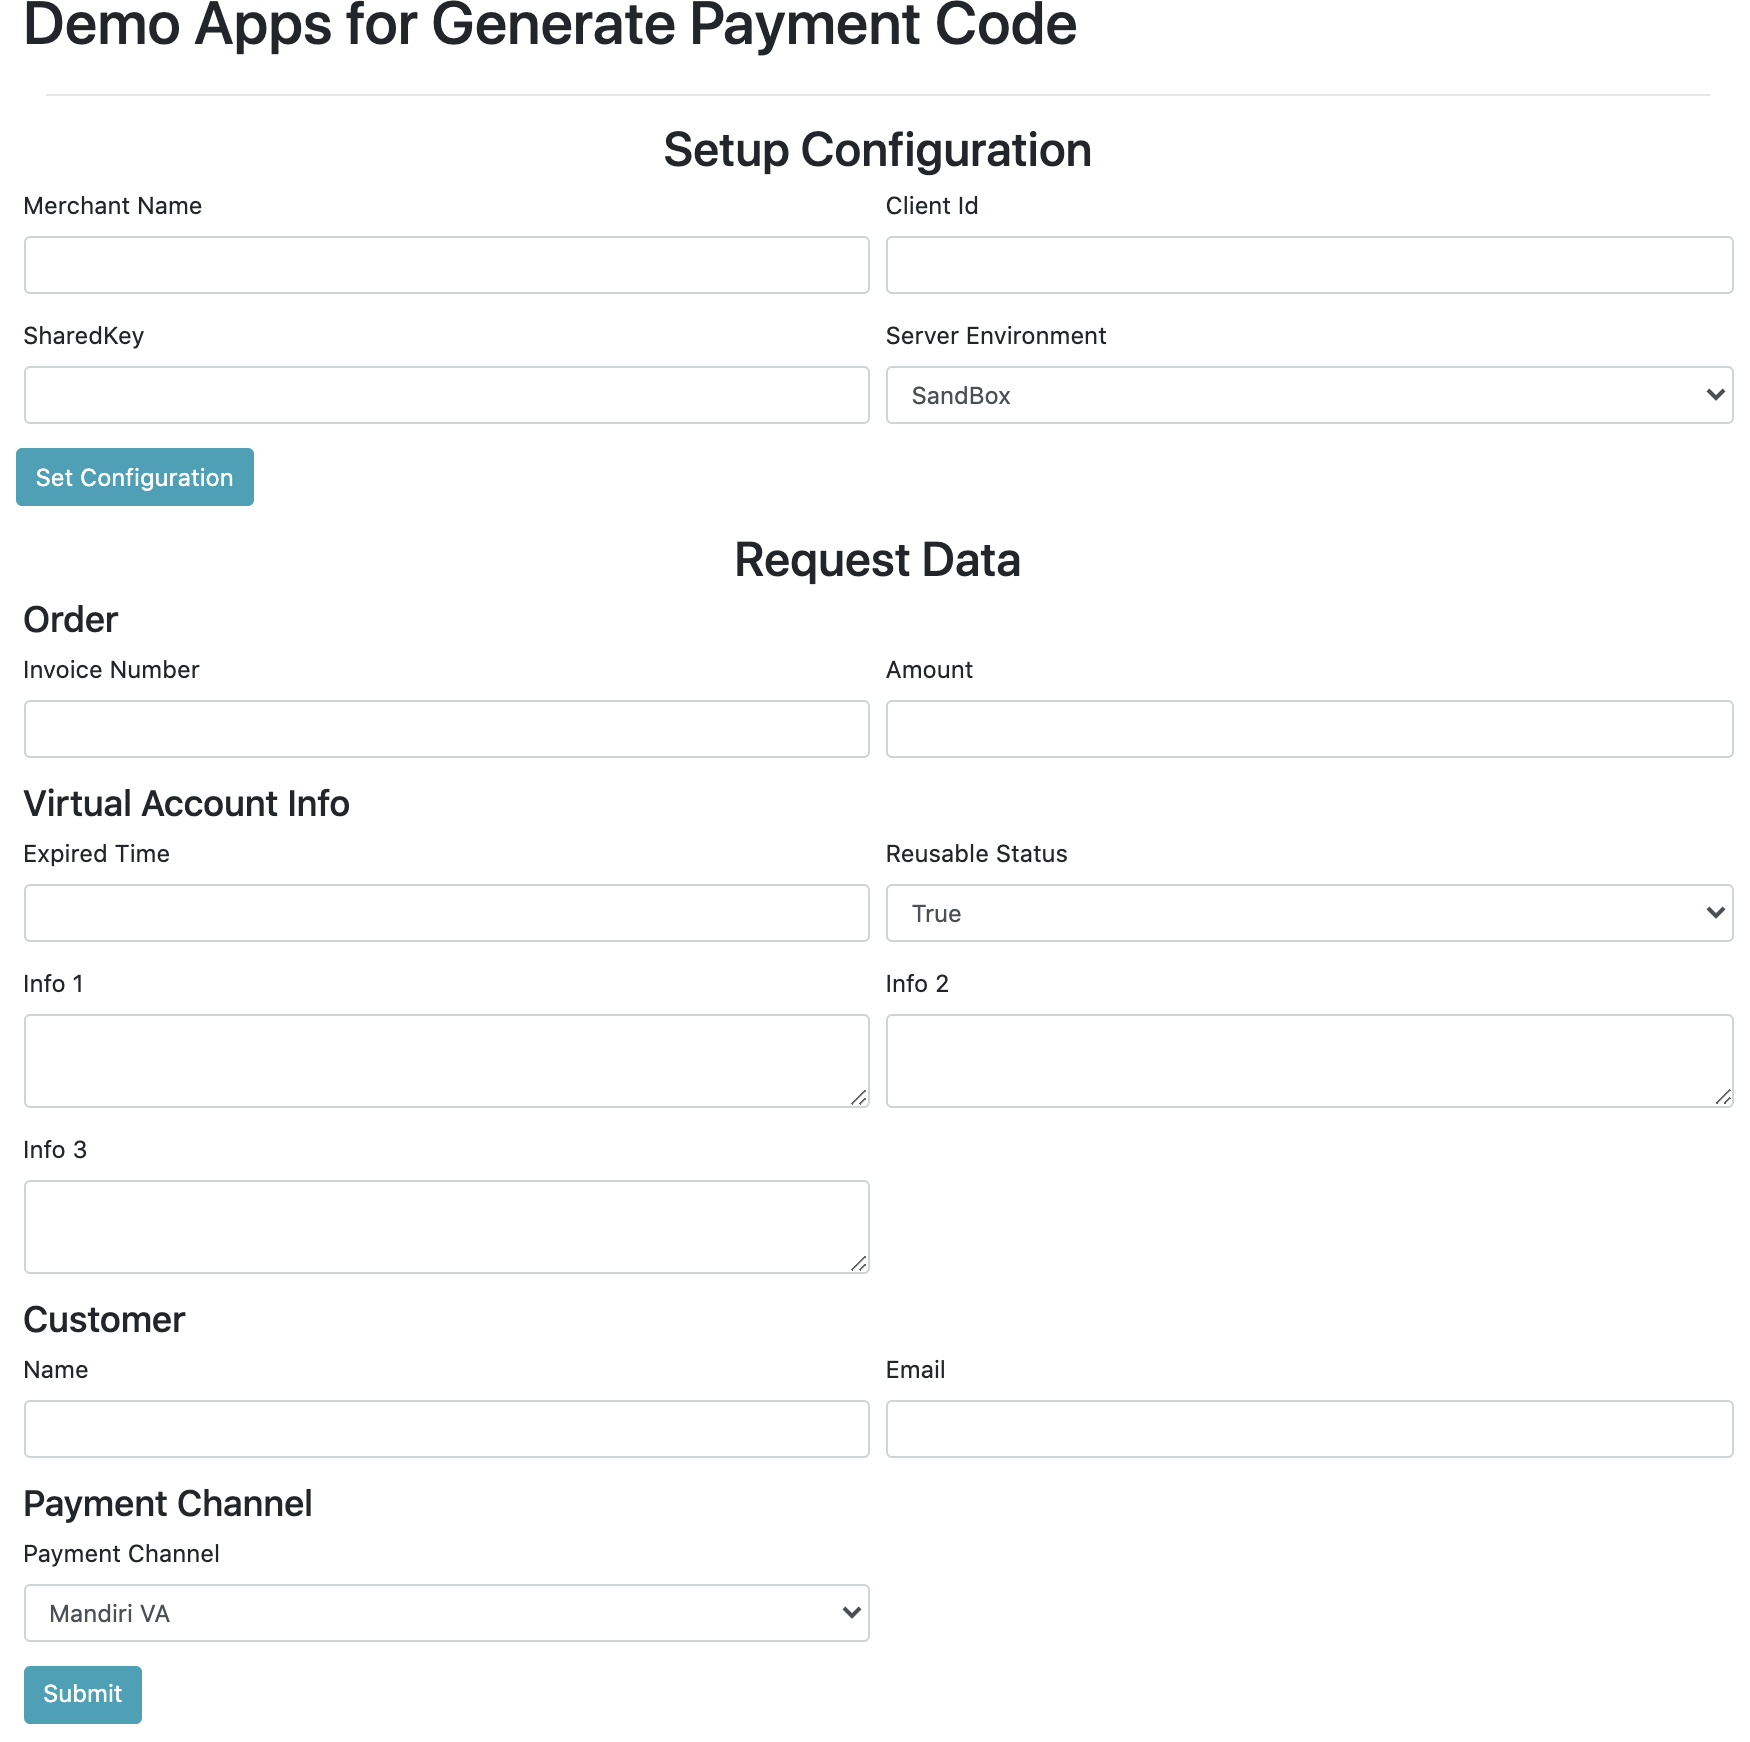 Demo Apps for Generate Payment Code
Setup Configuration
Merchant Name
Client Id
SharedKey
Server Environment
SandBox
Set Configuration
Request Data
Order
Invoice Number
Amount
Virtual Account Info
Expired Time
Reusable Status
True
Info 1
Info 2
Info 3
Customer
Name
Email
Payment Channel
Payment Channel
Mandiri VA
Submit